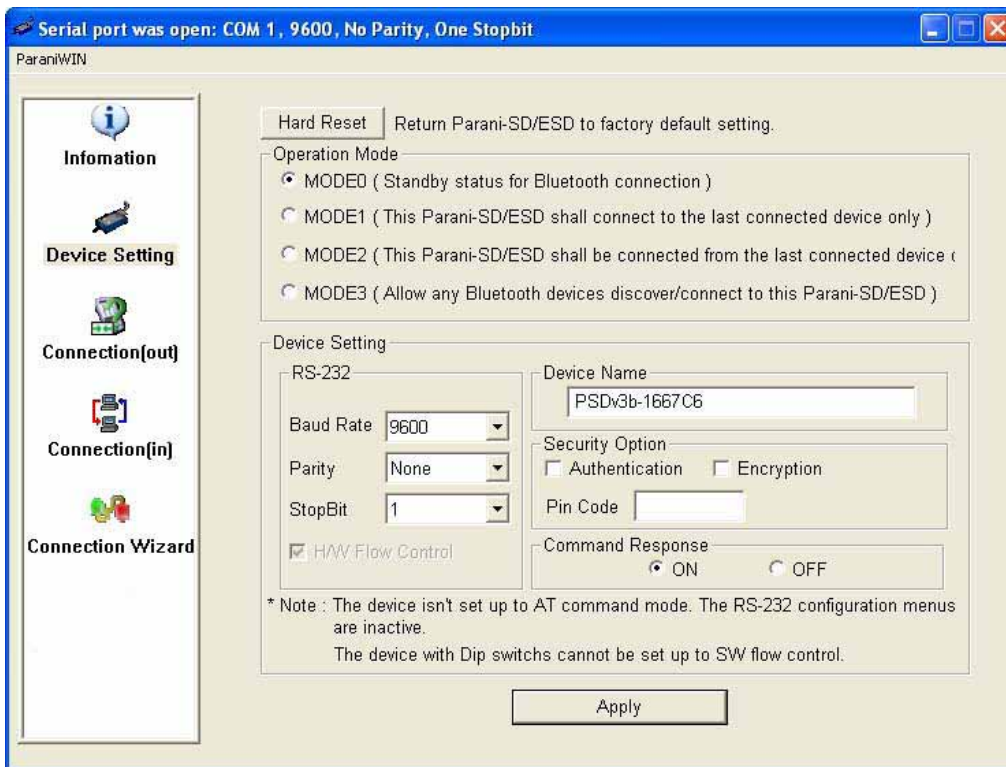 Serial port was open: COM 1, 9600, No Parity, One Stopbit
ParaniWIN
Infomation
Device Setting
Connection(out)
Connection(in)
Connection Wizard
Hard Reset Return Parani-SD/ESD to factory default setting.
Operation Mode
MODE0 ( Standby status for Bluetooth connection )
MODE1 ( This Parani-SD/ESD shall connect to the last connected device only )
MODE2 ( This Parani-SD/ESD shall be connected from the last connected device
MODE3 ( Allow any Bluetooth devices discover/connect to this Parani-SD/ESD )
Device Setting
RS-232
Baud Rate 9600
Parity None
StopBit 1
H/W Flow Control
Device Name
PSDv3b-1667C6
Security Option
Authentication Encryption
Pin Code
Command Response
ON OFF
* Note : The device isn't set up to AT command mode. The RS-232 configuration menus
are inactive.
The device with Dip switchs cannot be set up to SW flow control.
Apply